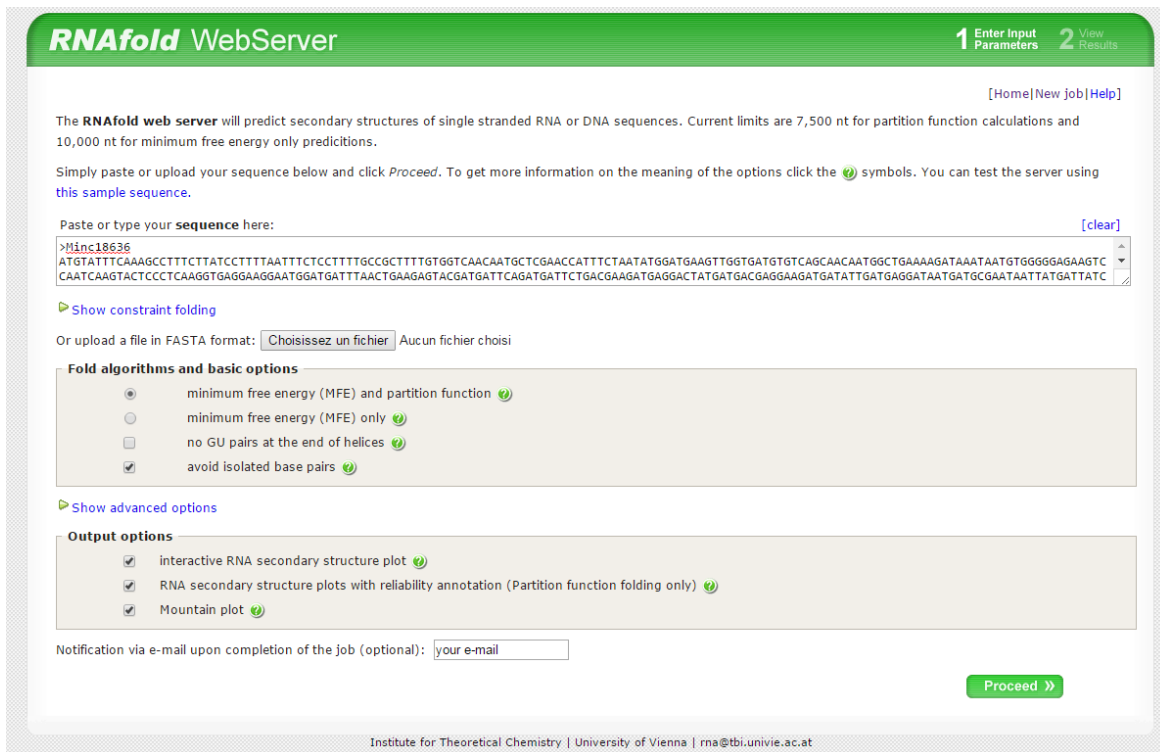 RNAfold WebServer
1 Enter Input Parameters 2 View Results
[Home|New job|Help]
The RNAfold web server will predict secondary structures of single stranded RNA or DNA sequences. Current limits are 7,500 nt for partition function calculations and
10,000 nt for minimum free energy only predicitions.
Simply paste or upload your sequence below and click Proceed. To get more information on the meaning of the options click the symbols. You can test the server using
this sample sequence.
Paste or type your sequence here: [clear]
>Minc18636
ATGTATTTCAAAGCCTTTCTTATCCTTTTAATTTCTCCTTTTGCCGCTTTTGTGGTCAACAATGCTCGAACCATTTCTAATATGGATGAAGTTGGTGATGTGTCAGCAACAATGGCTGAAAAGATAAATAATGTGGGGGAGAAGTC
CAATCAAGTACTCCCTCAAGGTGAGGAAGGAATGGATGATTTAACTGAAGAGTACGATGATTCAGATGATTCTGACGAAGATGAGGACTATGATGACGAGGAAGATGATATTGATGAGGATAATGATGCGAATAATTATGATTATC
Show constraint folding
Or upload a file in FASTA format: Choisissez un fichier Aucun fichier choisi
Fold algorithms and basic options
minimum free energy (MFE) and partition function
minimum free energy (MFE) only
no GU pairs at the end of helices
avoid isolated base pairs
Show advanced options
Output options
interactive RNA secondary structure plot
RNA secondary structure plots with reliability annotation (Partition function folding only)
Mountain plot
Notification via e-mail upon completion of the job (optional): your e-mail
Proceed »
Institute for Theoretical Chemistry | University of Vienna | rna@tbi.univie.ac.at